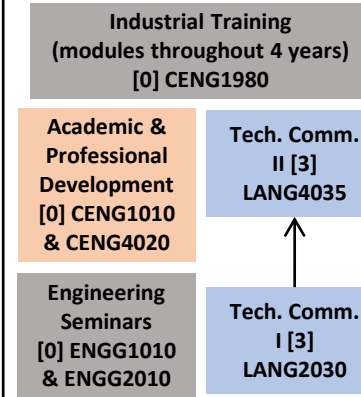 Industrial Training
(modules throughout 4 years)
[0] CENG1980
Academic &
Professional
Development
[0] CENG1010
& CENG4020
Tech. Comm.
II [3]
LANG4035
Engineering
Seminars
[0] ENGG1010
& ENGG2010
Tech. Comm.
I [3]
LANG2030